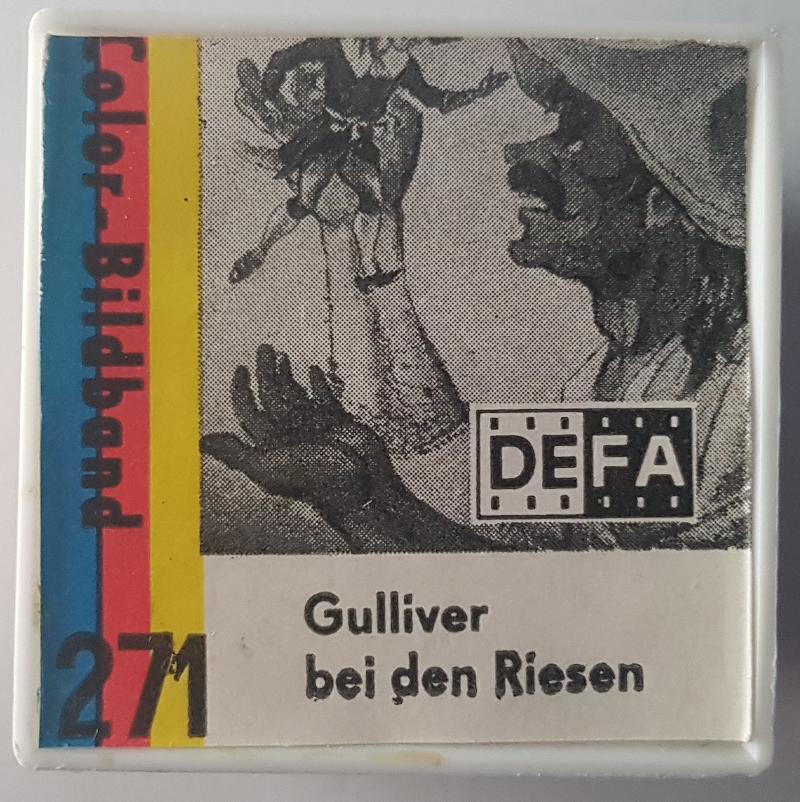 Color-Bildband
DEFA
271
Gulliver
bei den Riesen